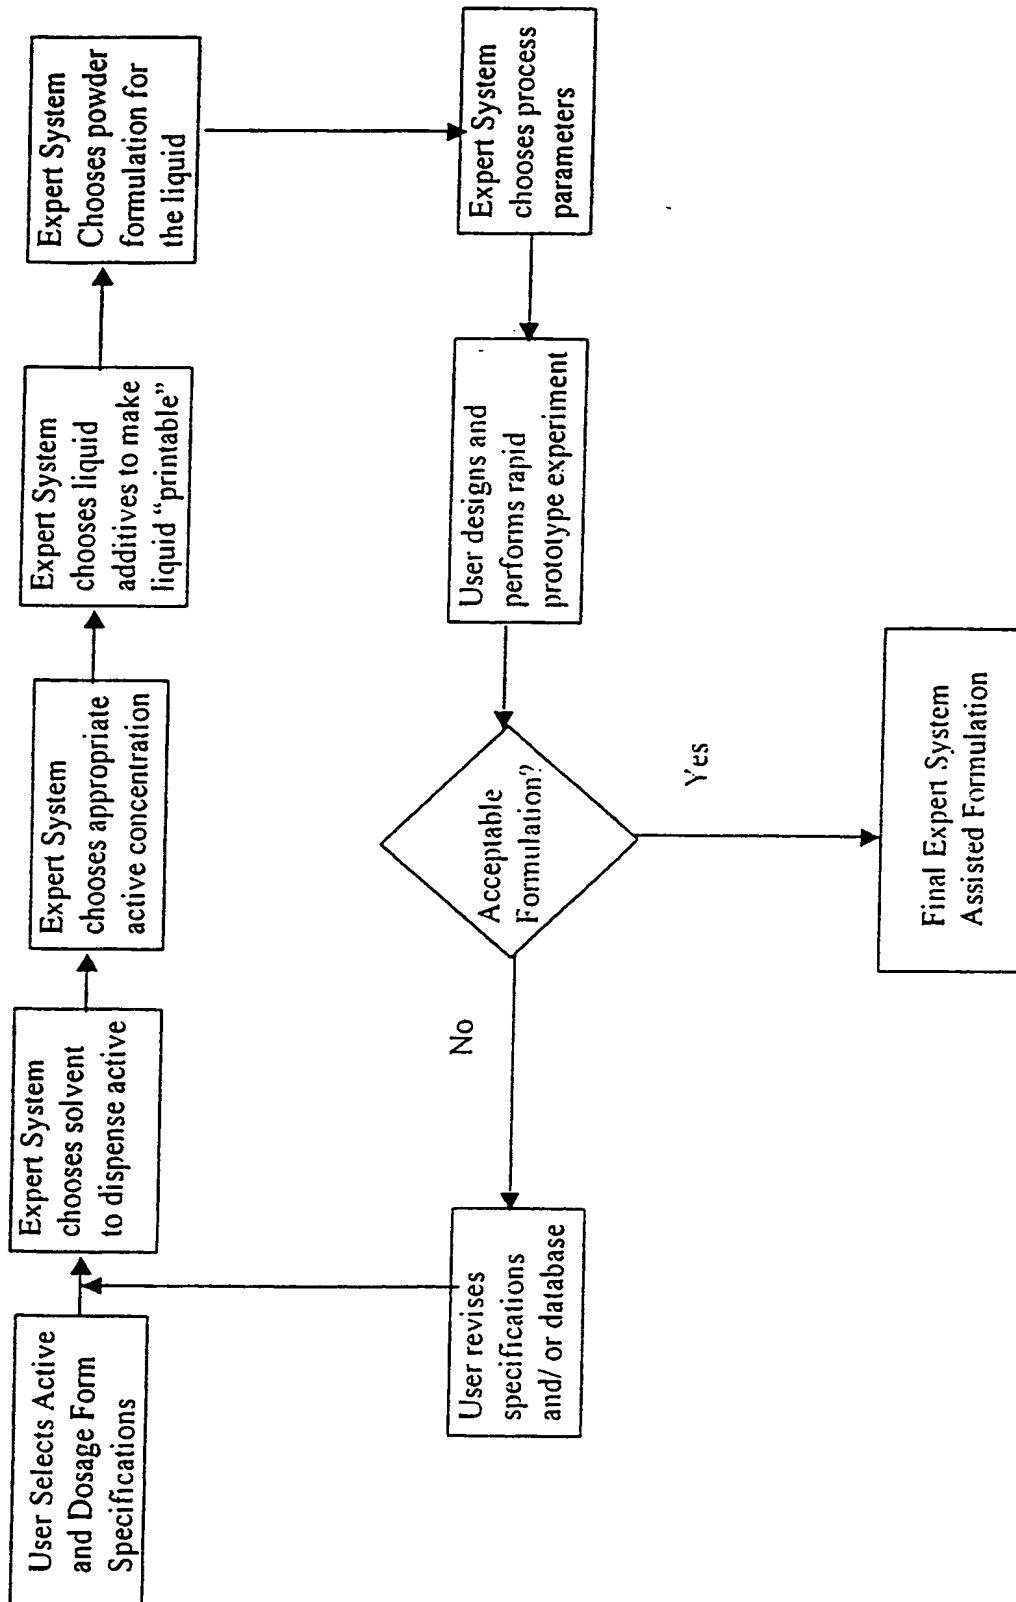 User Selects Active
and Dosage Form
Specifications
Expert System
chooses solvent
to dispense active
Expert System
chooses appropriate
active concentration
Expert System
chooses liquid
additives to make
liquid “printable”
Expert System
Chooses powder
formulation for
the liquid
Expert System
chooses process
parameters
User designs and
performs rapid
prototype experiment
Acceptable
Formulation?
No
Yes
User revises
specifications
and/ or database
Final Expert System
Assisted Formulation